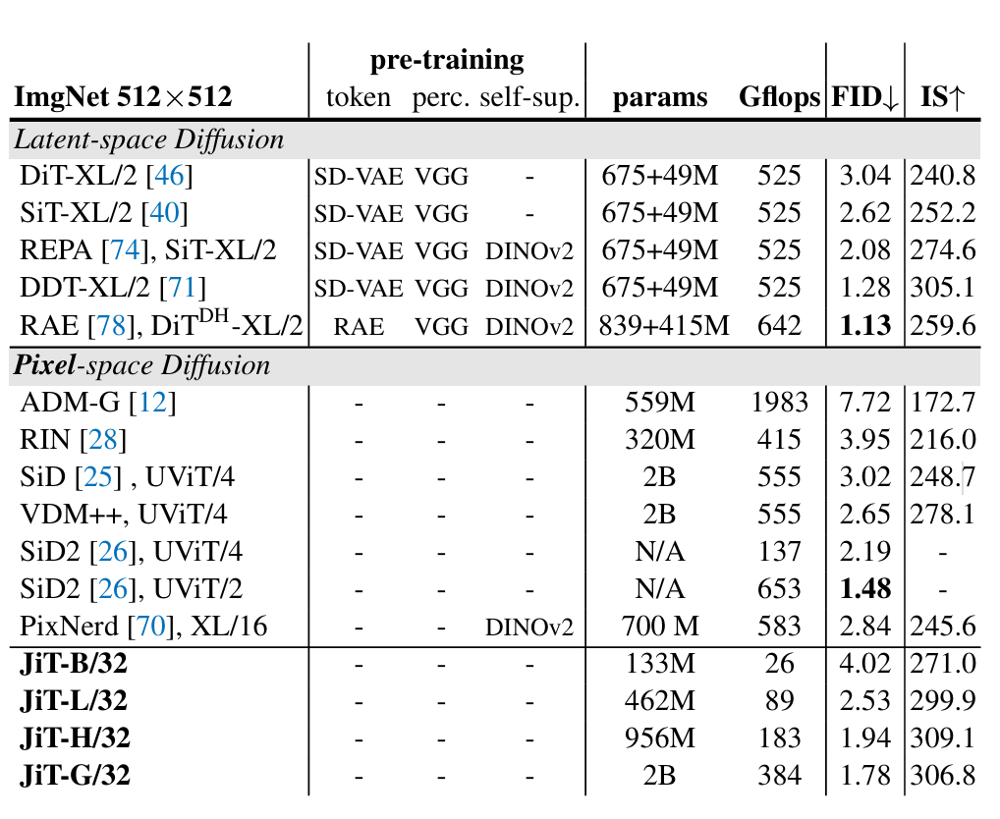 pre-training
ImgNet 512×512 token perc. self-sup. params Gflops FID↓ IS↑
Latent-space Diffusion
DiT-XL/2 [46] SD-VAE VGG - 675+49M 525 3.04 240.8
SiT-XL/2 [40] SD-VAE VGG - 675+49M 525 2.62 252.2
REPA [74], SiT-XL/2 SD-VAE VGG DINOv2 675+49M 525 2.08 274.6
DDT-XL/2 [71] SD-VAE VGG DINOv2 675+49M 525 1.28 305.1
RAE [78], DiT^DH-XL/2 RAE VGG DINOv2 839+415M 642 1.13 259.6
Pixel-space Diffusion
ADM-G [12] - - - 559M 1983 7.72 172.7
RIN [28] - - - 320M 415 3.95 216.0
SiD [25] , UViT/4 - - - 2B 555 3.02 248.7
VDM++, UViT/4 - - - 2B 555 2.65 278.1
SiD2 [26], UViT/4 - - - N/A 137 2.19 -
SiD2 [26], UViT/2 - - - N/A 653 1.48 -
PixNerd [70], XL/16 - - DINOv2 700 M 583 2.84 245.6
JiT-B/32 - - - 133M 26 4.02 271.0
JiT-L/32 - - - 462M 89 2.53 299.9
JiT-H/32 - - - 956M 183 1.94 309.1
JiT-G/32 - - - 2B 384 1.78 306.8